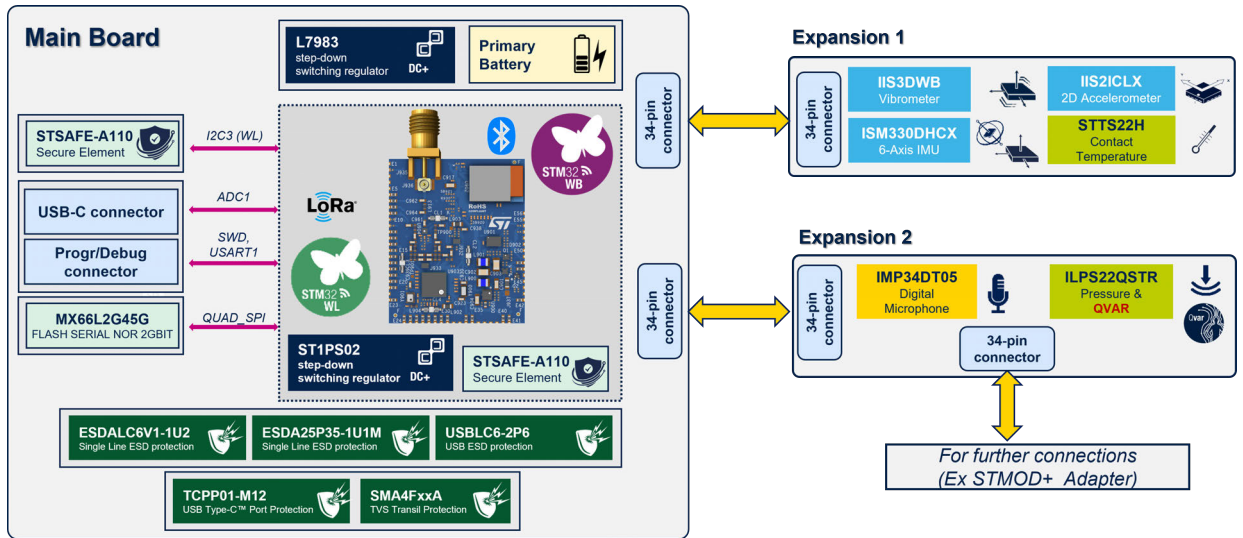 Main Board
L7983
step-down
switching regulator
DC+
Primary
Battery
34-pin
connector
STSAFE-A110
Secure Element
I2C3 (WL)
USB-C connector
ADC1
Progr/Debug
connector
SWD,
USART1
MX66L2G45G
FLASH SERIAL NOR 2GBIT
QUAD_SPI
LoRa
STM32
WB
STM32
WL
RoHS
ST
ST1PS02
step-down
switching regulator
DC+
STSAFE-A110
Secure Element
34-pin
connector
ESDALC6V1-1U2
Single Line ESD protection
ESDA25P35-1U1M
Single Line ESD protection
USBLC6-2P6
USB ESD protection
TCPP01-M12
USB Type-C™ Port Protection
SMA4FxxA
TVS Transil Protection
Expansion 1
34-pin
connector
IIS3DWB
Vibrometer
IIS2ICLX
2D Accelerometer
ISM330DHCX
6-Axis IMU
STTS22H
Contact
Temperature
Expansion 2
34-pin
connector
IMP34DT05
Digital
Microphone
ILPS22QSTR
Pressure &
QVAR
Qvar
34-pin
connector
For further connections
(Ex STMOD+ Adapter)